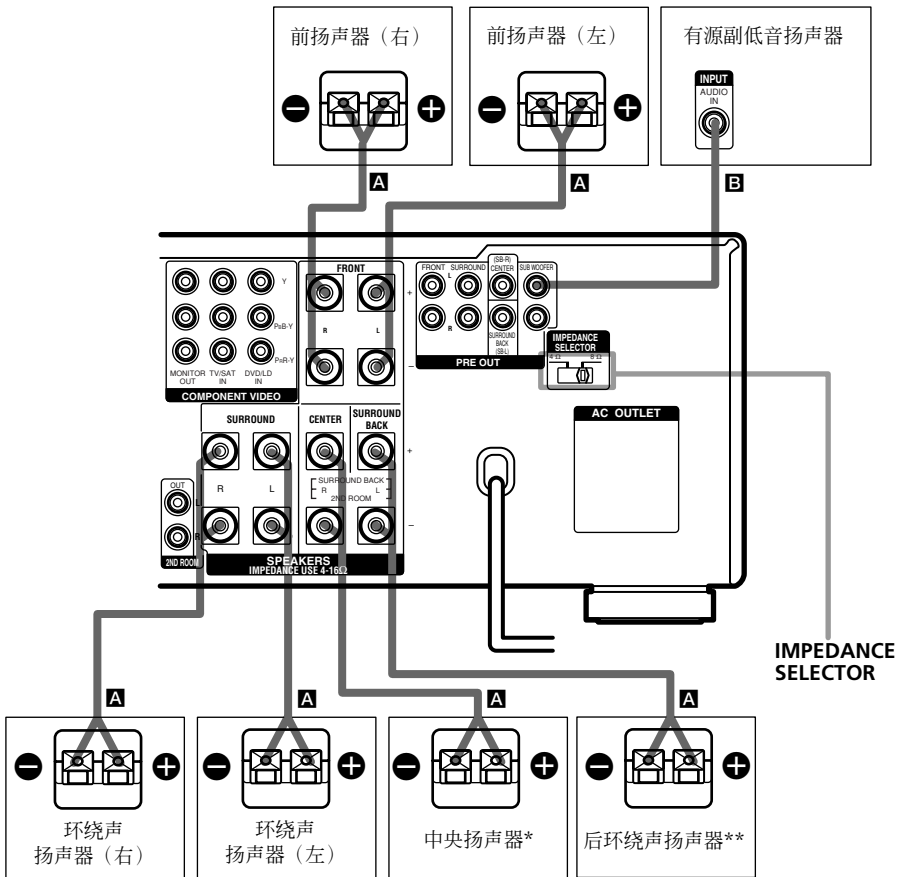 前扬声器（右）
前扬声器（左）
有源副低音扬声器
INPUT
AUDIO
IN
A
A
B
FRONT
R
L
+
–
Y
PB/B-Y
PR/R-Y
MONITOR
OUT
TV/SAT
IN
DVD/LD
IN
COMPONENT VIDEO
FRONT
SURROUND
(SB-R)
CENTER
SUB WOOFER
L
R
SURROUND
BACK
(SB-L)
PRE OUT
IMPEDANCE
SELECTOR
4 Ω
8 Ω
AC OUTLET
SURROUND
CENTER
SURROUND
BACK
+
R
L
SURROUND BACK
R
L
2ND ROOM
–
OUT
L
R
2ND ROOM
SPEAKERS
IMPEDANCE USE 4-16Ω
IMPEDANCE
SELECTOR
A
A
A
A
环绕声
扬声器（右）
环绕声
扬声器（左）
中央扬声器*
后环绕声扬声器**